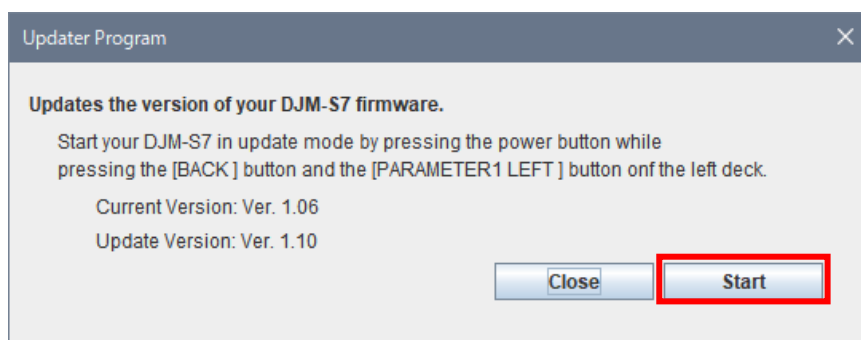 Updater Program
Updates the version of your DJM-S7 firmware.
Start your DJM-S7 in update mode by pressing the power button while
pressing the [BACK ] button and the [PARAMETER1 LEFT ] button onf the left deck.
Current Version: Ver. 1.06
Update Version: Ver. 1.10
Close Start